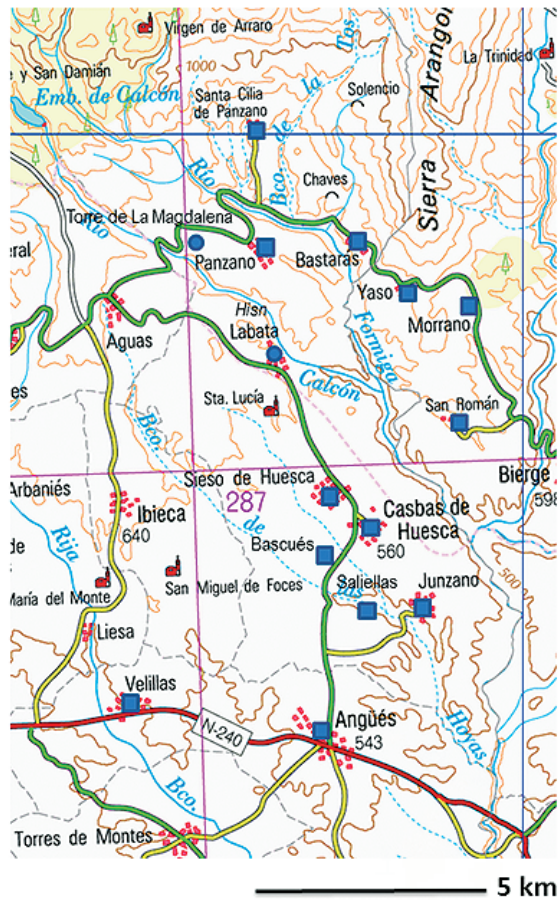 Virgen de Arraro
Tos
Arangol
La Trinidad
e y San Damián
1000
Emb. de Calcón
Santa Cilia
de Panzano
la
Solencio
de
Río
Bco.
Chaves
Sierra
Torre de La Magdalena
Río
eral
Panzano
Bastarás
Yaso
Hisn
Labata
Morrano
Aguas
Formiga
Calcón
es
Sta. Lucía
San Román
Bco.
Sieso de Huesca
Bierge
598
Arbaniés
287
Ibieca
640
Casbas de
Huesca
560
de
Rija
de
Bascués
500
Saliellas
Junzano
las
San Miguel de Foces
María del Monte
Liesa
Velillas
N-240
Angüés
543
Hoyas
Bco.
Torres de Montes
5 km